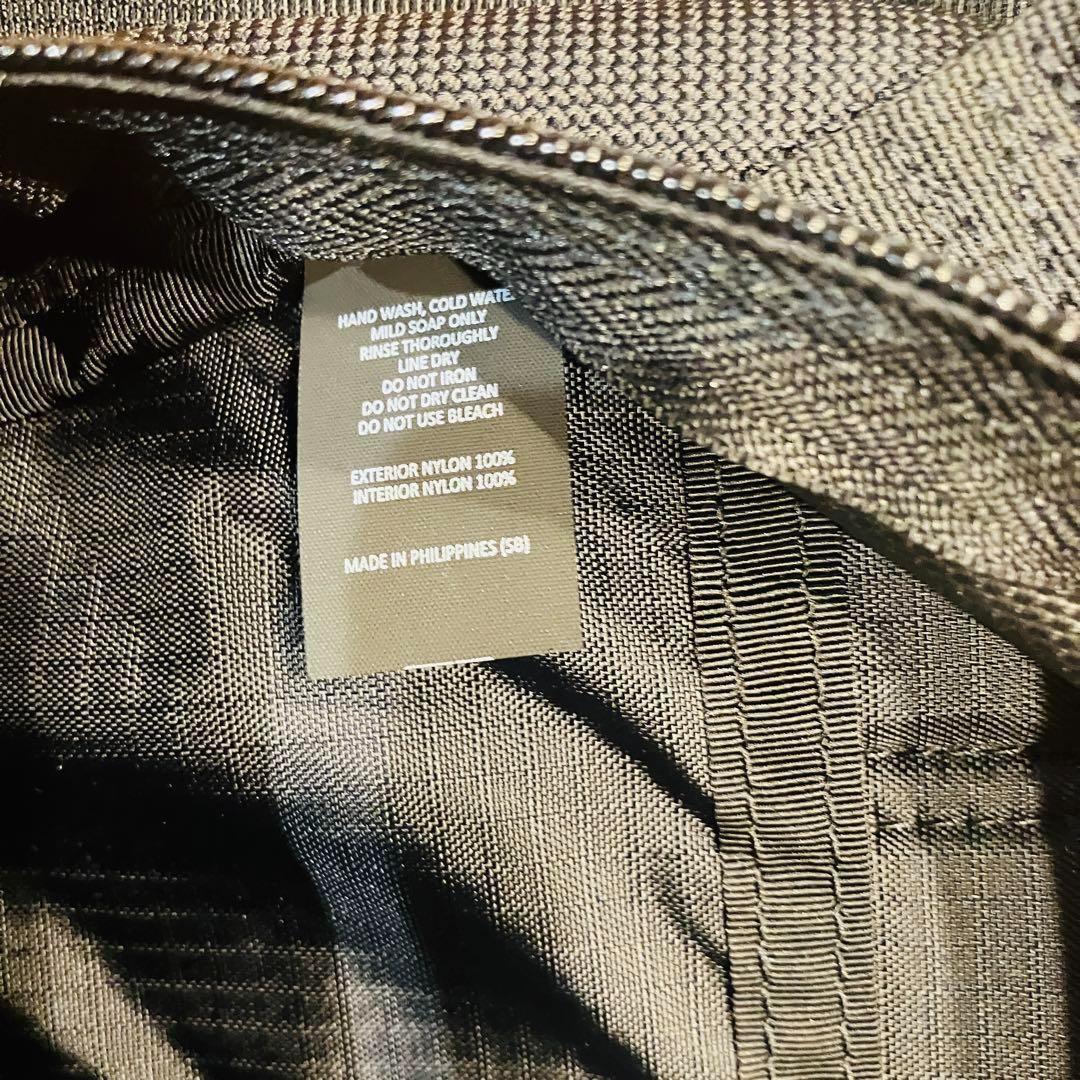 HAND WASH, COLD WATE
MILD SOAP ONLY
RINSE THOROUGHLY
LINE DRY
DO NOT IRON
DO NOT DRY CLEAN
DO NOT USE BLEACH
EXTERIOR NYLON 100%
INTERIOR NYLON 100%
MADE IN PHILIPPINES (5B)